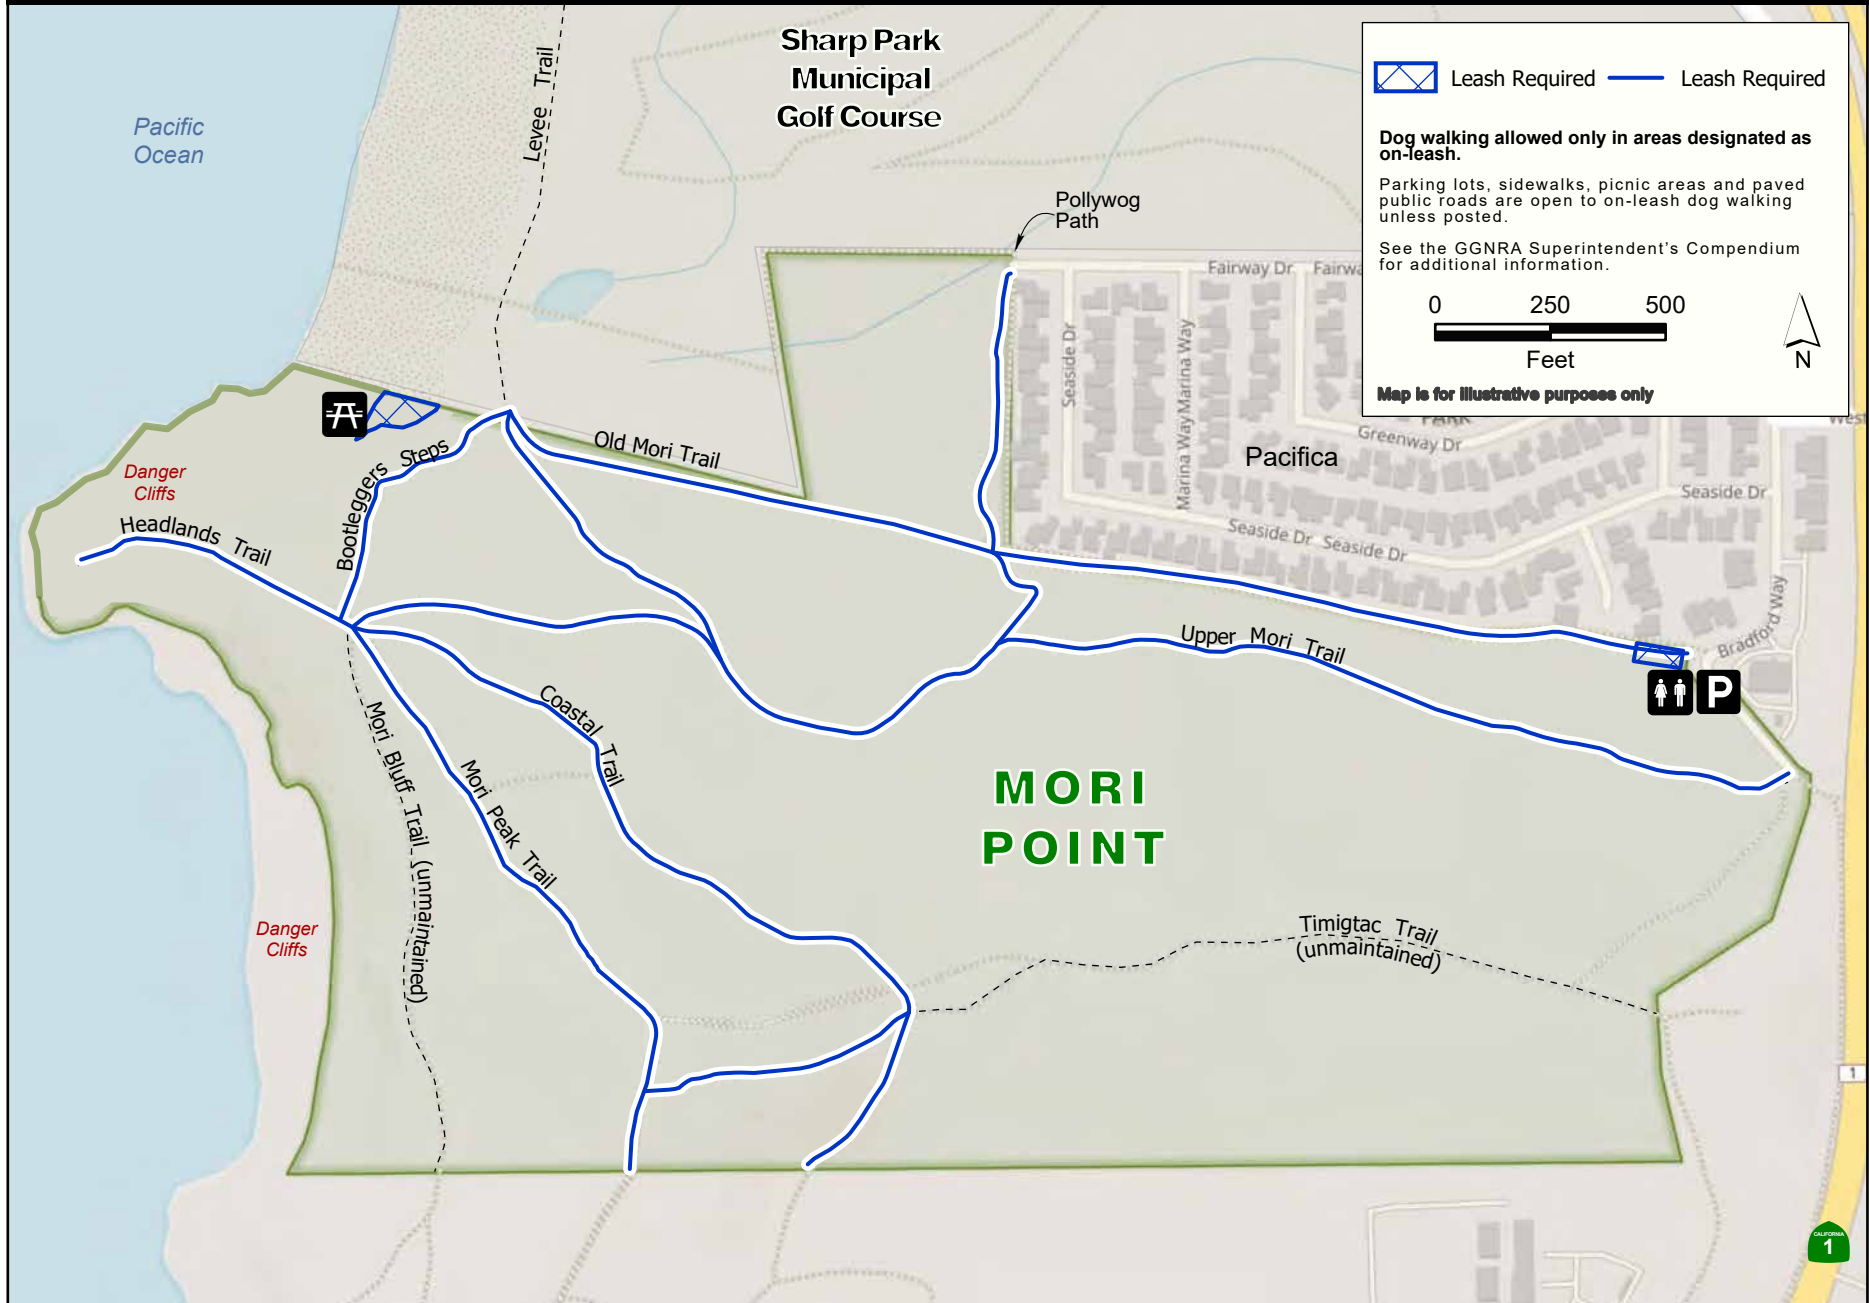 Sharp Park
Municipal
Golf Course
Levee Trail
Pacific
Ocean
Leash Required
Leash Required
Dog walking allowed only in areas designated as
on-leash.
Parking lots, sidewalks, picnic areas and paved
public roads are open to on-leash dog walking
unless posted.
See the GGNRA Superintendent's Compendium
for additional information.
0 250 500
Feet
N
Map is for illustrative purposes only
Pollywog
Path
Fairway Dr
Fairwa
Seaside Dr
Marina Way
Marina Way
PARK
Greenway Dr
West
Pacifica
Seaside Dr
Seaside Dr
Seaside Dr
Bradford Way
Old Mori Trail
Bootleggers Steps
Danger
Cliffs
Headlands Trail
Upper Mori Trail
P
Coastal Trail
Mori Bluff Trail (unmaintained)
Mori Peak Trail
MORI
POINT
Danger
Cliffs
Timigtac Trail
(unmaintained)
1
CALIFORNIA
1